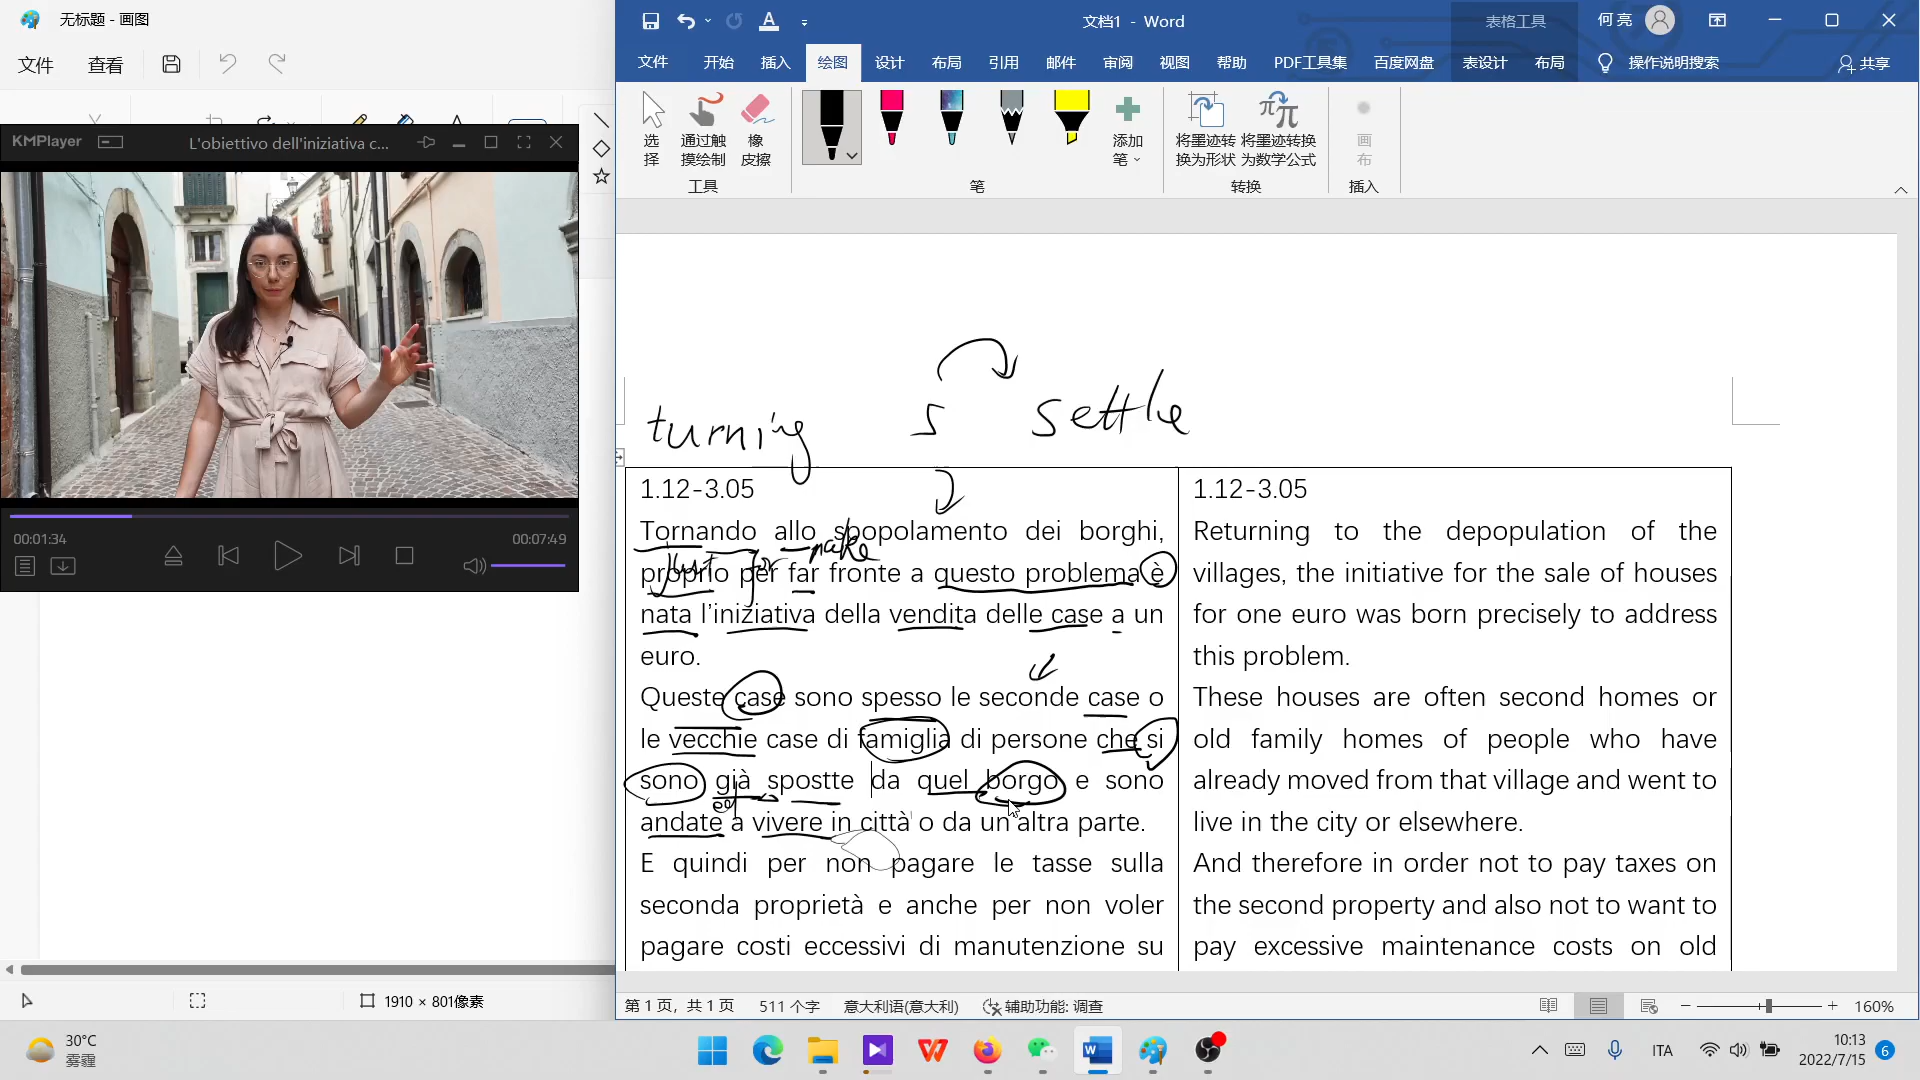 无标题 - 画图
文件 查看
KMPlayer L'obiettivo dell'iniziativa c...
00:01:34 00:07:49
1910 × 801像素
文档1 - Word
表格工具
何 亮
文件 开始 插入 绘图 设计 布局 引用 邮件 审阅 视图 帮助 PDF工具集 百度网盘 表设计 布局 操作说明搜索 共享
选
择
通过触
摸绘制
橡
皮擦
工具
添加
笔
笔
将墨迹转
换为形状
将墨迹转换
为数学公式
转换
画
布
插入
turning s settle
1.12-3.05
Tornando allo spopolamento dei borghi,
just for make
proprio per far fronte a questo problema è
nata l’iniziativa della vendita delle case a un
euro.
Queste case sono spesso le seconde case o
le vecchie case di famiglia di persone che si
sono già spostte da quel borgo e sono
andate a vivere in città o da un’altra parte.
E quindi per non pagare le tasse sulla
seconda proprietà e anche per non voler
pagare costi eccessivi di manutenzione su
1.12-3.05
Returning to the depopulation of the
villages, the initiative for the sale of houses
for one euro was born precisely to address
this problem.
These houses are often second homes or
old family homes of people who have
already moved from that village and went to
live in the city or elsewhere.
And therefore in order not to pay taxes on
the second property and also not to want to
pay excessive maintenance costs on old
第 1 页，共 1 页 511 个字 意大利语(意大利) 辅助功能: 调查 160%
30°C
雾霾
ITA
10:13
2022/7/15
6